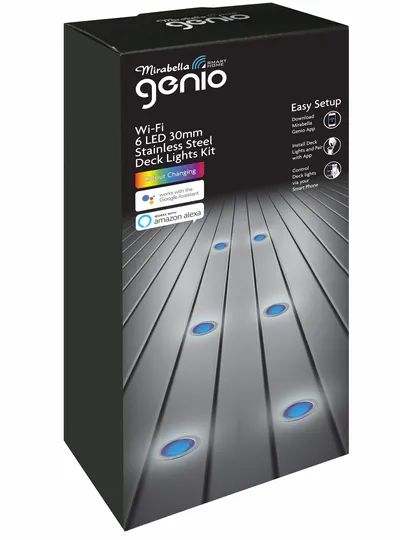 Mirabella SMART HOME
genio
Wi-Fi
6 LED 30mm
Stainless Steel
Deck Lights Kit
Colour Changing
works with the
Google Assistant
WORKS WITH
amazon alexa
Easy Setup
Download
Mirabella
Genio App
Install Deck
Lights and Pair
with App
Control
Deck lights
via your
Smart Phone